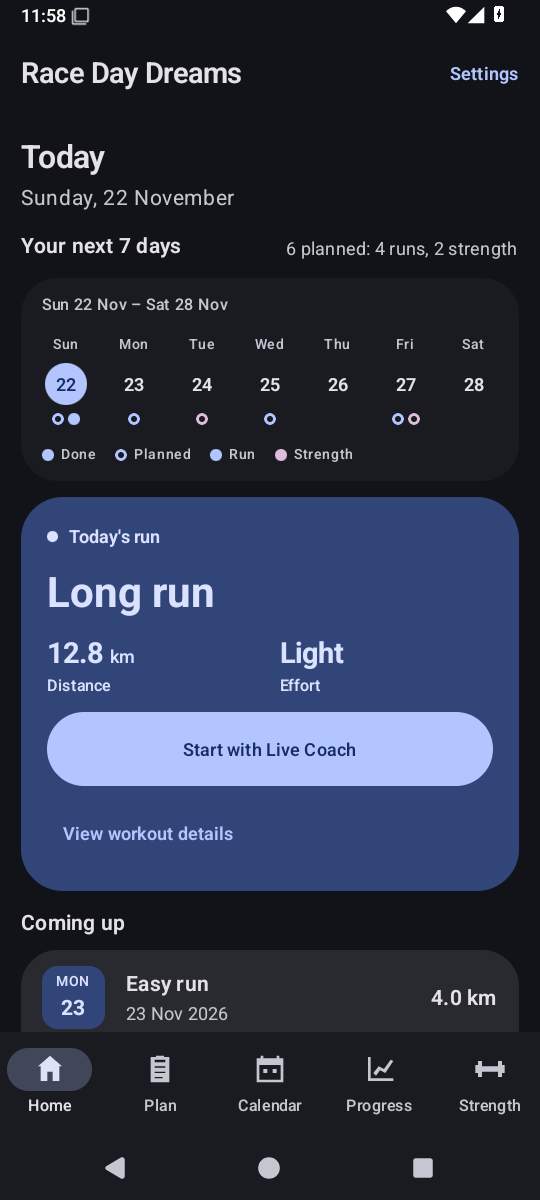 11:58
Race Day Dreams
Settings
Today
Sunday, 22 November
Your next 7 days
6 planned: 4 runs, 2 strength
Sun 22 Nov – Sat 28 Nov
Sun Mon Tue Wed Thu Fri Sat
22 23 24 25 26 27 28
Done Planned Run Strength
Today's run
Long run
12.8 km Light
Distance Effort
Start with Live Coach
View workout details
Coming up
MON
23
Easy run
23 Nov 2026
4.0 km
Home Plan Calendar Progress Strength